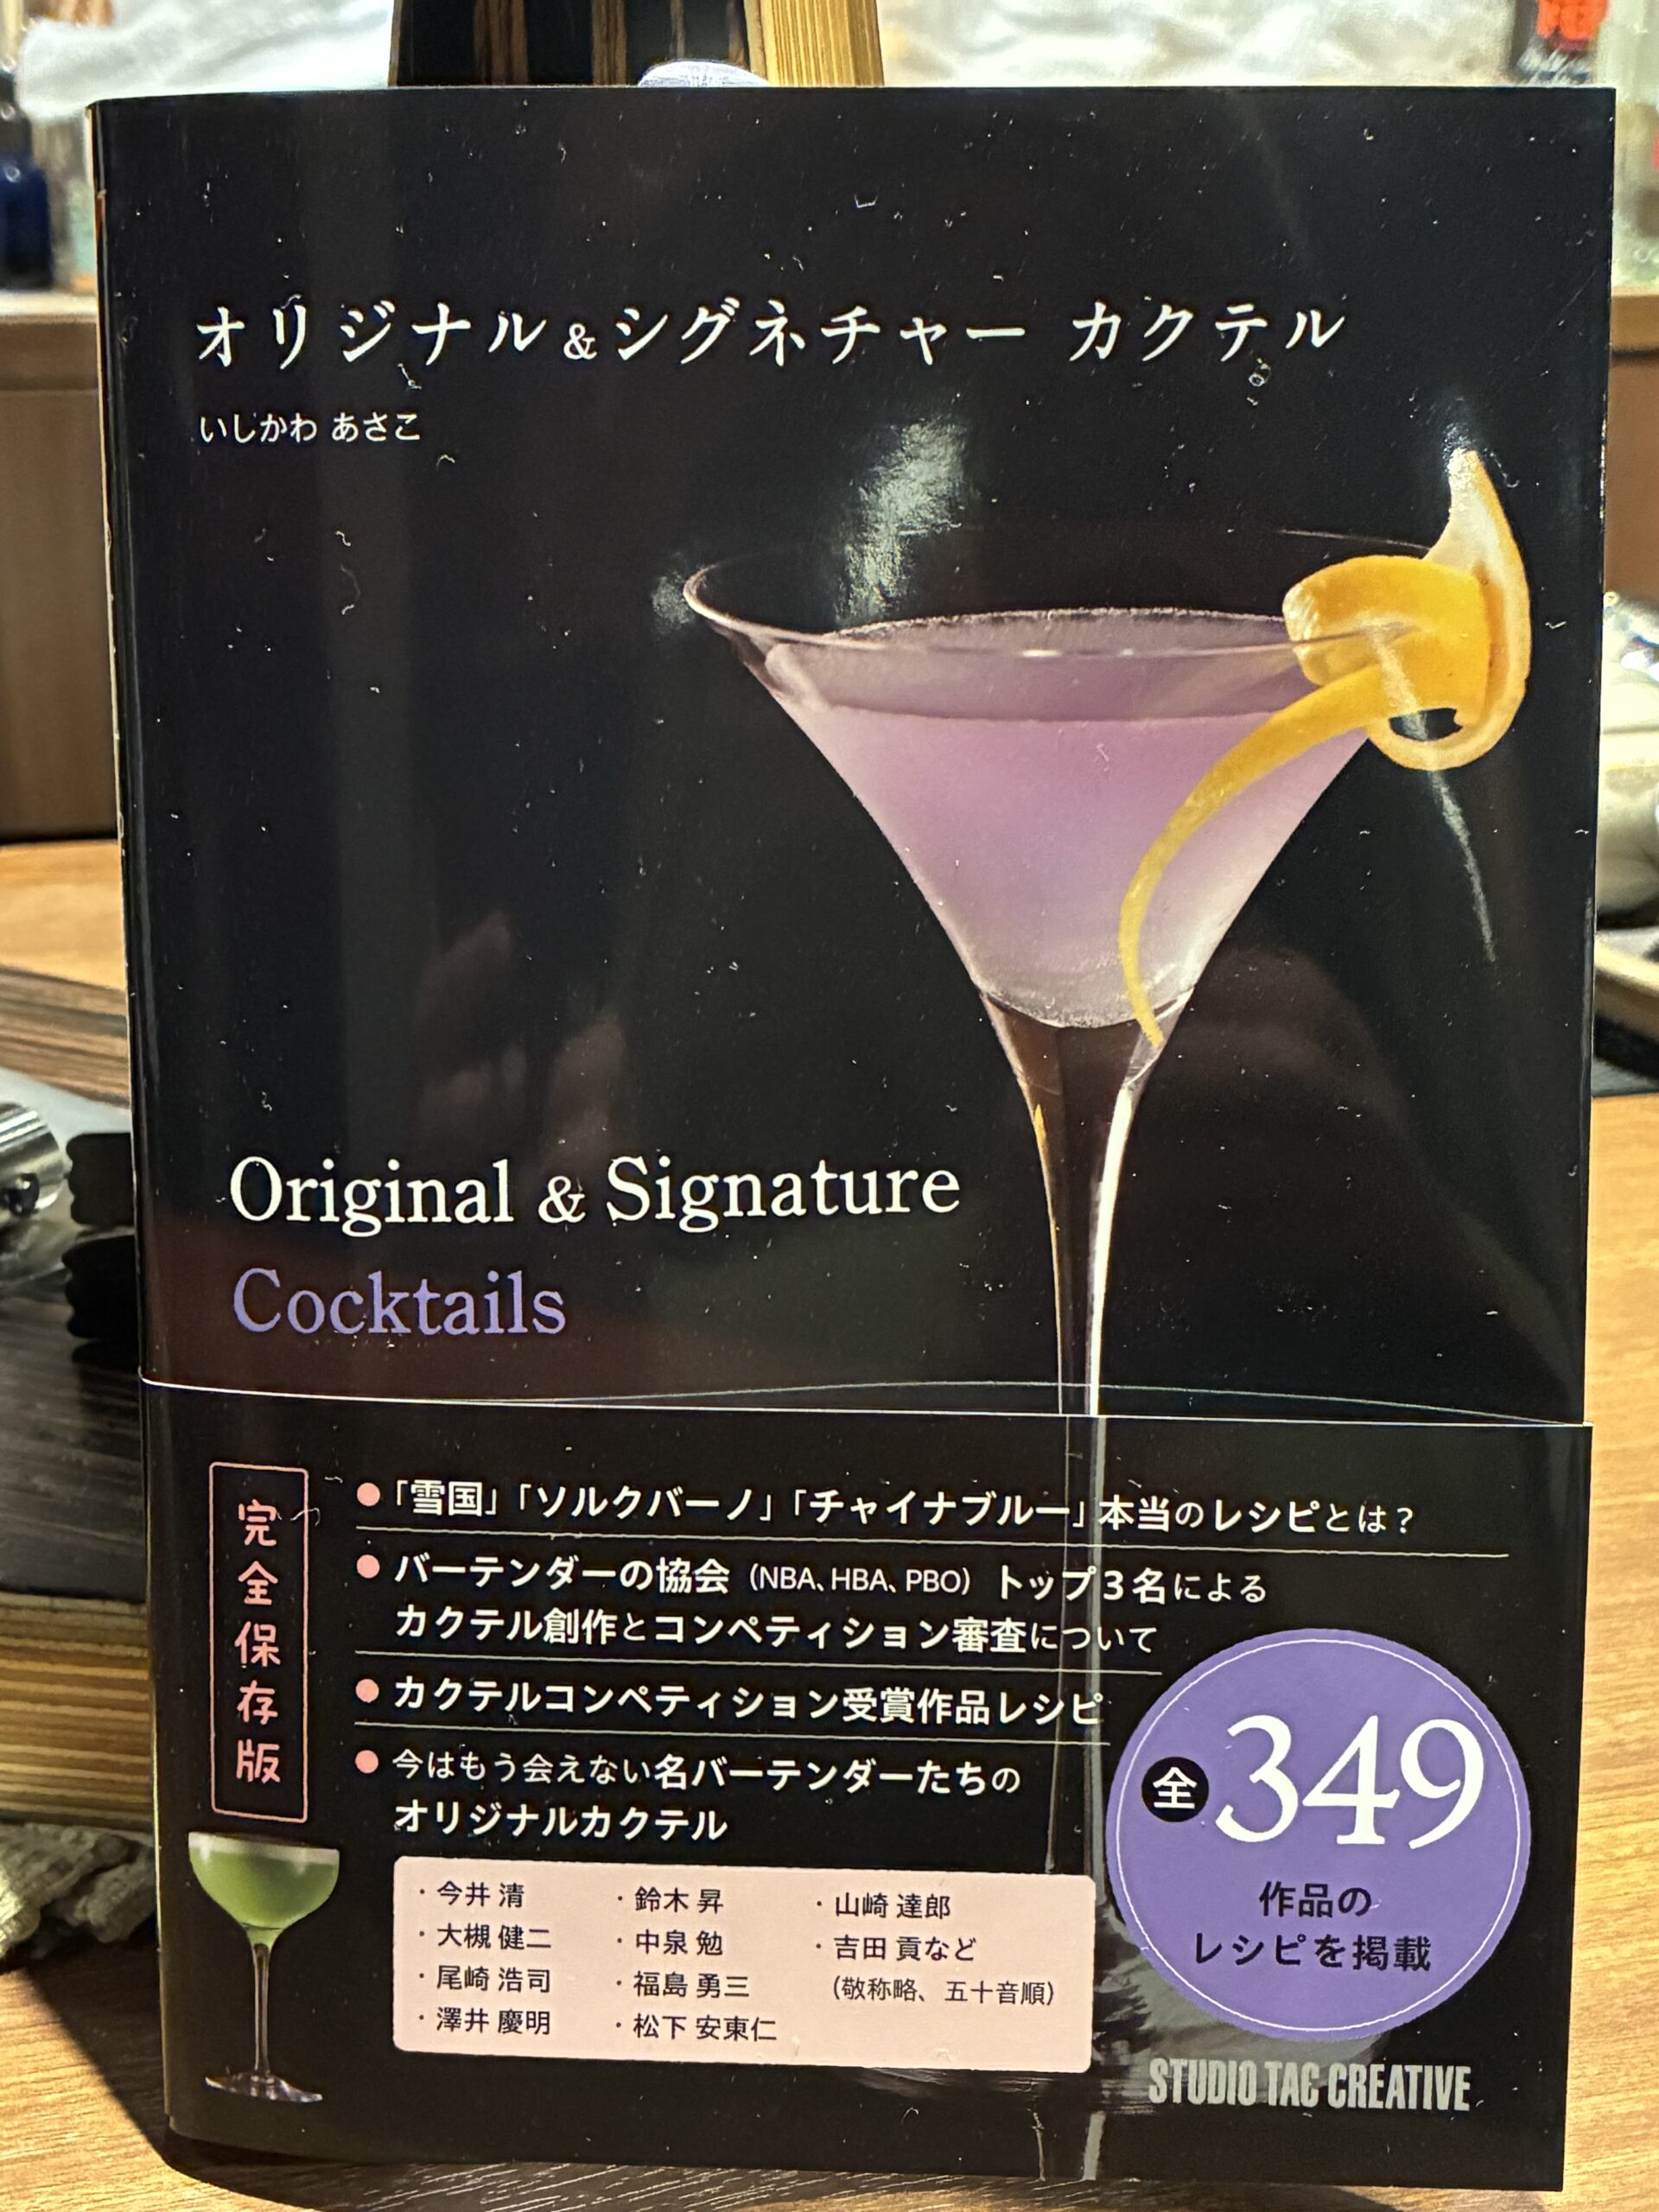 オリジナル&シグネチャー カクテル
いしかわ あさこ
Original & Signature
Cocktails
完全保存版
●「雪国」「ソルクバーノ」「チャイナブルー」本当のレシピとは？
●バーテンダーの協会（NBA、HBA、PBO）トップ3名による
カクテル創作とコンペティション審査について
●カクテルコンペティション受賞作品レシピ
●今はもう会えない名バーテンダーたちの
オリジナルカクテル
・今井 清
・大槻 健二
・尾崎 浩司
・澤井 慶明
・鈴木 昇
・中泉 勉
・福島 勇三
・松下 安東仁
・山崎 達郎
・吉田 貢など
（敬称略、五十音順）
全349
作品の
レシピを掲載
STUDIO TAC CREATIVE